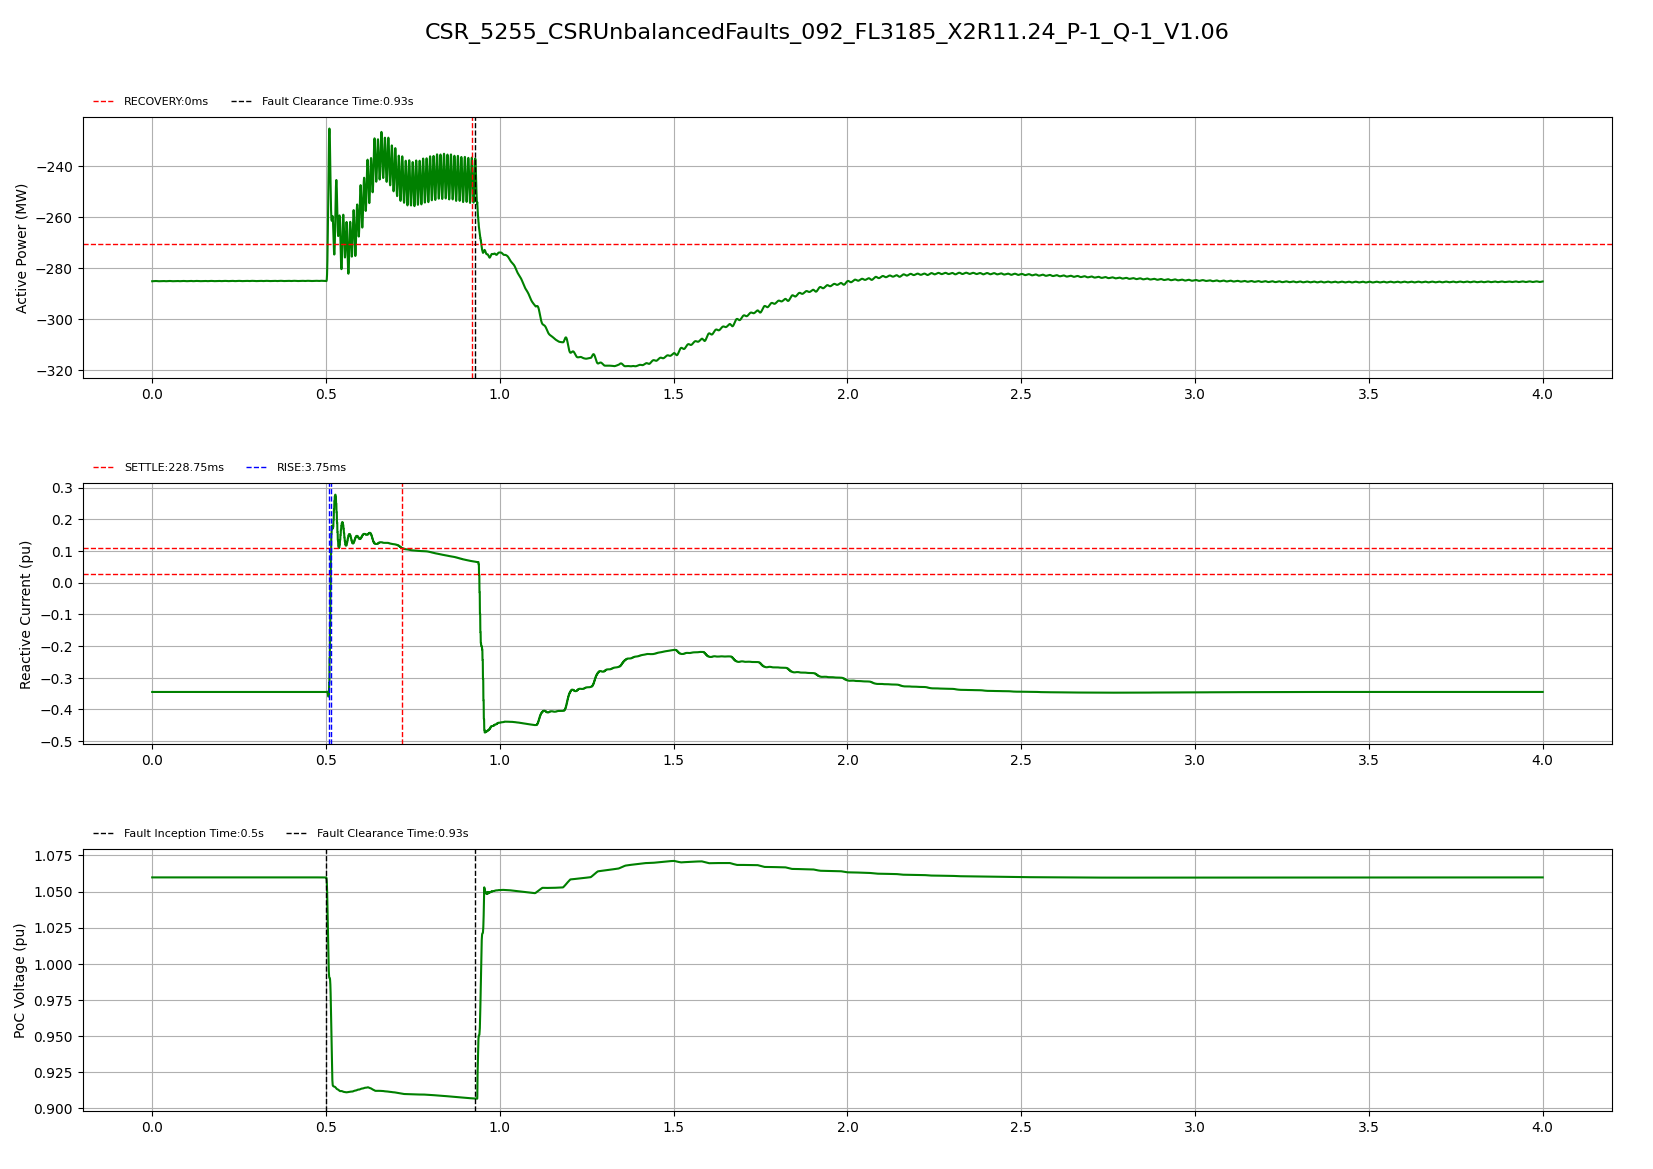 CSR_5255_CSRUnbalancedFaults_092_FL3185_X2R11.24_P-1_Q-1_V1.06
RECOVERY:0ms Fault Clearance Time:0.93s
Active Power (MW)
−240
−260
−280
−300
−320
0.0 0.5 1.0 1.5 2.0 2.5 3.0 3.5 4.0
SETTLE:228.75ms RISE:3.75ms
Reactive Current (pu)
0.3
0.2
0.1
0.0
−0.1
−0.2
−0.3
−0.4
−0.5
0.0 0.5 1.0 1.5 2.0 2.5 3.0 3.5 4.0
Fault Inception Time:0.5s Fault Clearance Time:0.93s
PoC Voltage (pu)
1.075
1.050
1.025
1.000
0.975
0.950
0.925
0.900
0.0 0.5 1.0 1.5 2.0 2.5 3.0 3.5 4.0